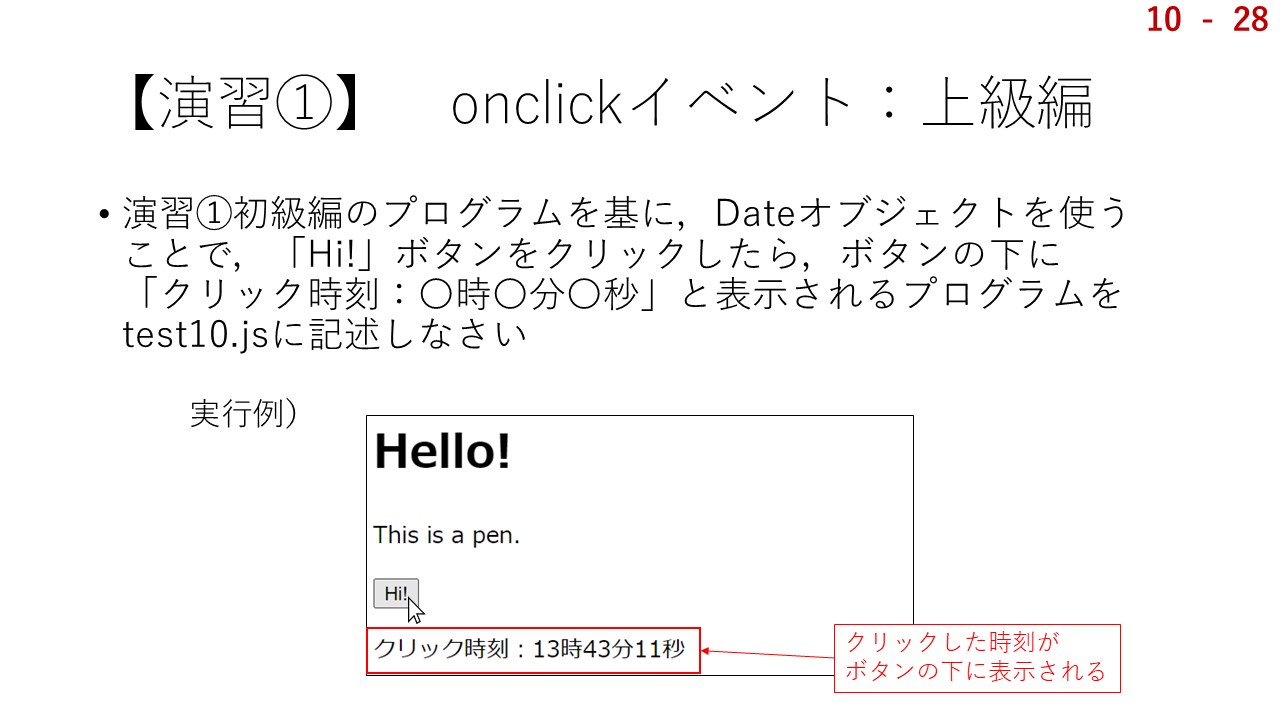 10 - 28
【演習①】　onclickイベント：上級編
• 演習①初級編のプログラムを基に，Dateオブジェクトを使う
ことで，「Hi!」ボタンをクリックしたら，ボタンの下に
「クリック時刻：〇時〇分〇秒」と表示されるプログラムを
test10.jsに記述しなさい
実行例）
Hello!
This is a pen.
Hi!
クリック時刻：13時43分11秒
クリックした時刻が
ボタンの下に表示される